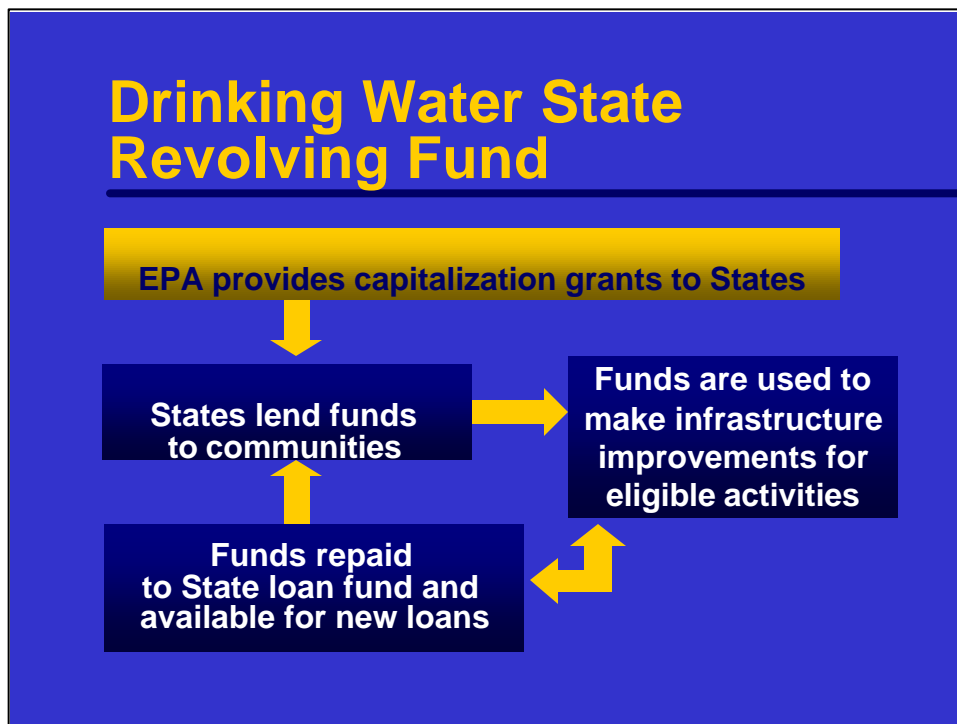 Drinking Water State
Revolving Fund
EPA provides capitalization grants to States
States lend funds
to communities
Funds are used to
make infrastructure
improvements for
eligible activities
Funds repaid
to State loan fund and
available for new loans